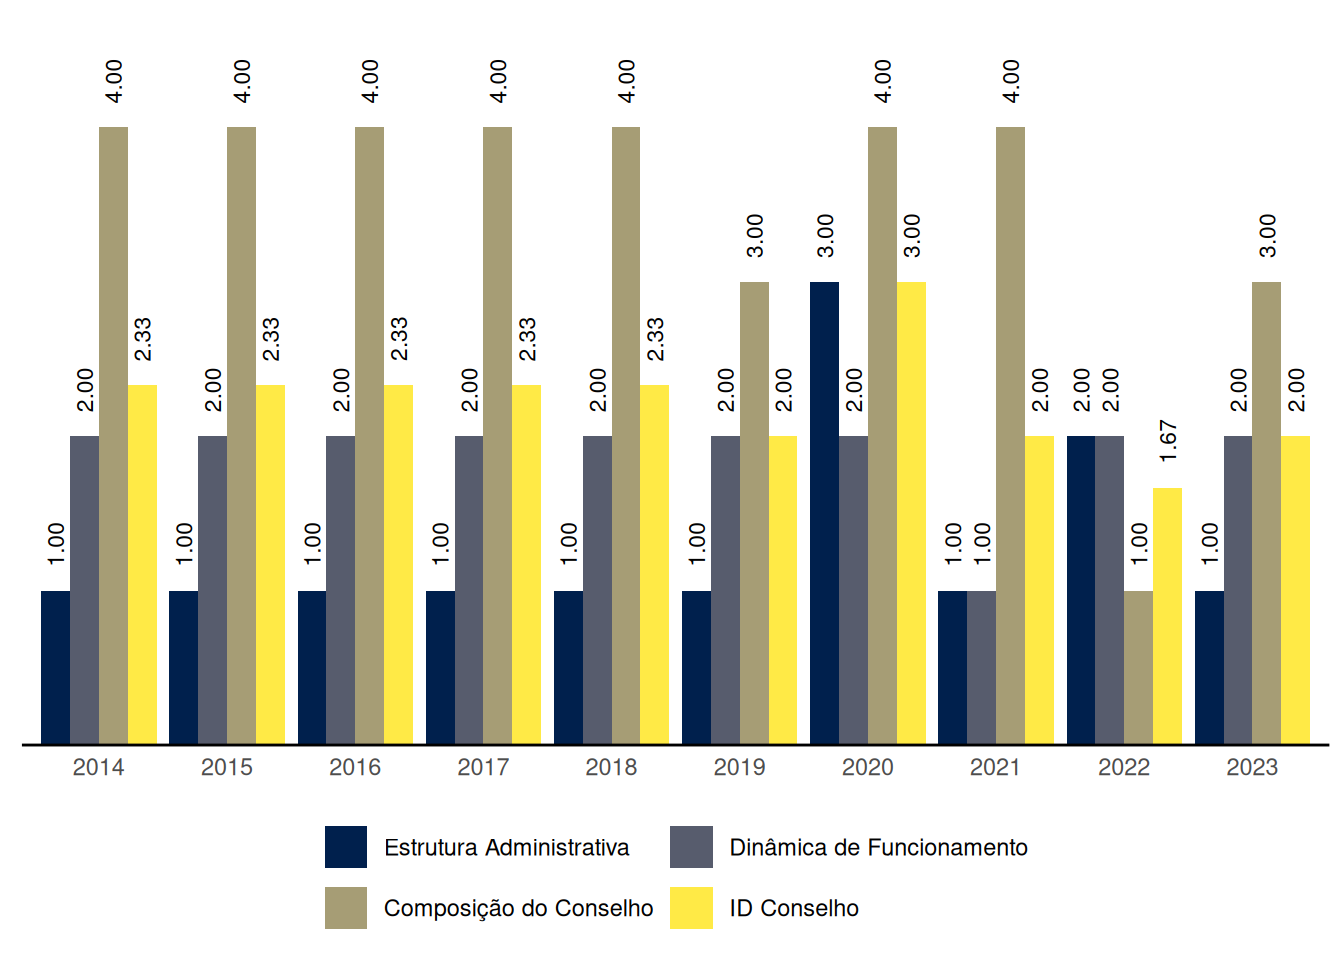 4.00 4.00 4.00 4.00 4.00 4.00 4.00
3.00 3.00 3.00 3.00
2.33 2.33 2.33 2.33 2.33
2.00 2.00 2.00 2.00 2.00 2.00 2.00 2.00 2.00 2.00 2.00 2.00 2.00
1.67
1.00 1.00 1.00 1.00 1.00 1.00 1.00 1.00 1.00 1.00
2014 2015 2016 2017 2018 2019 2020 2021 2022 2023
Estrutura Administrativa Dinâmica de Funcionamento
Composição do Conselho ID Conselho